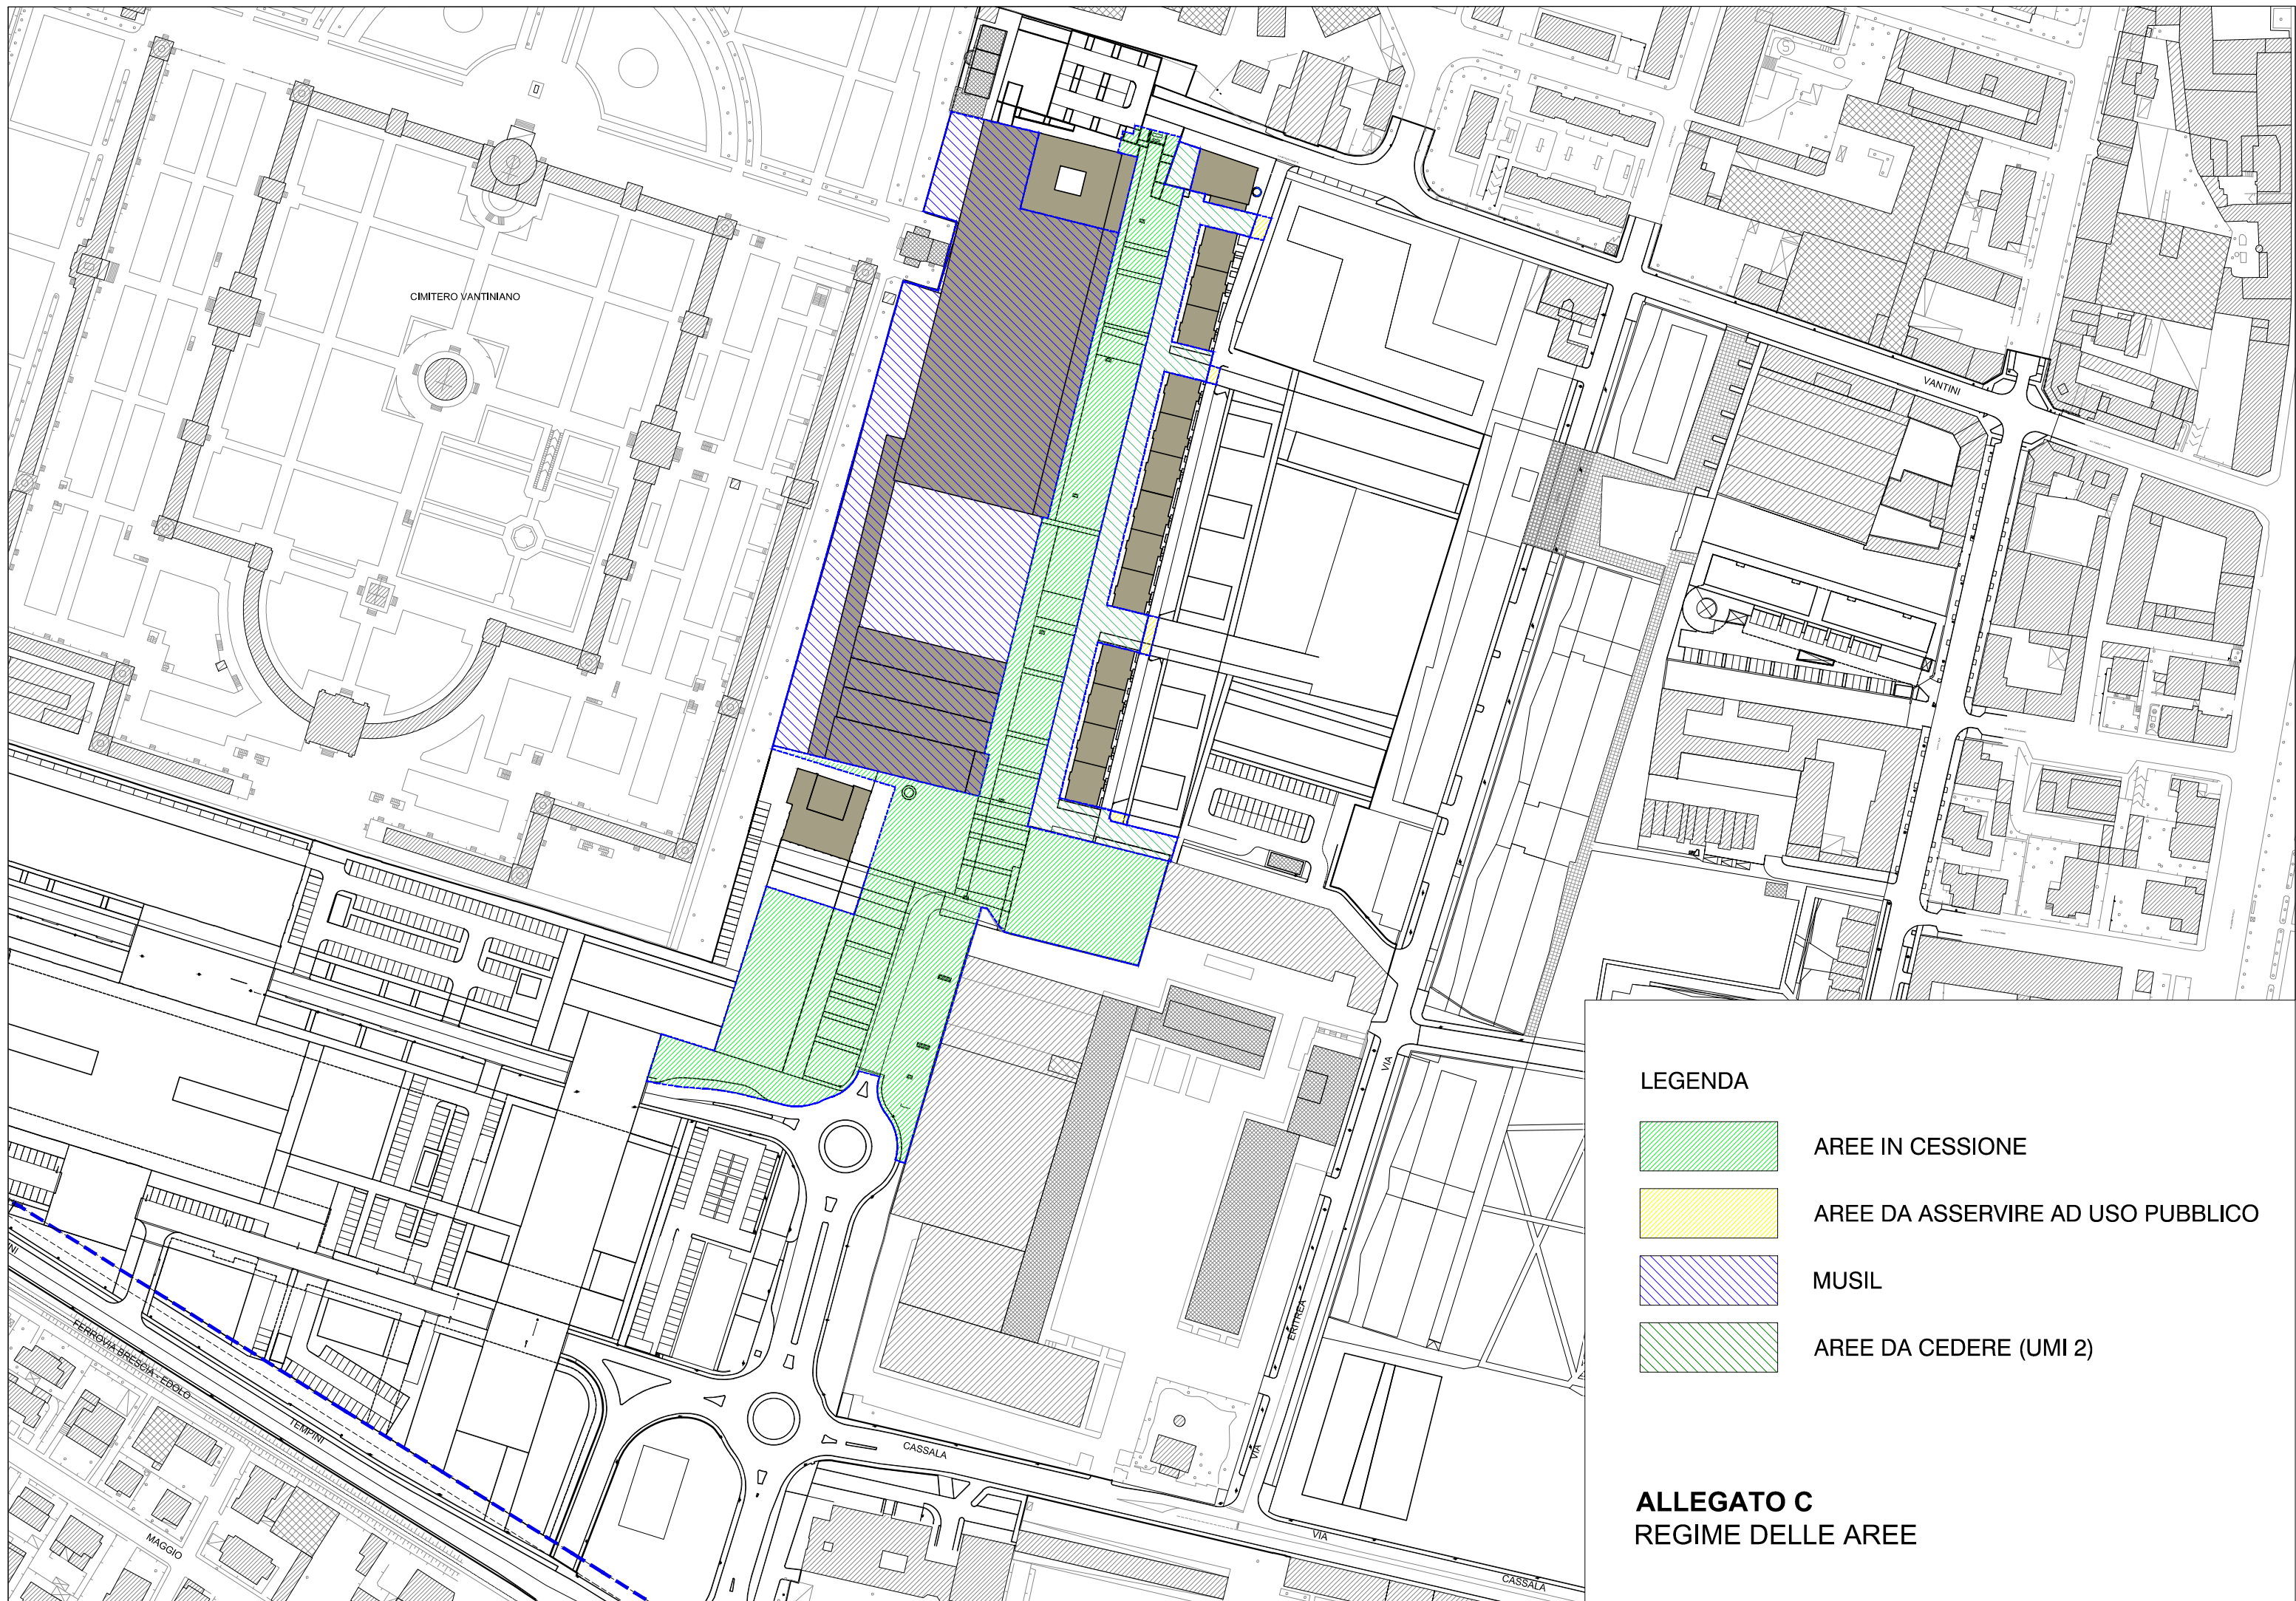 CIMITERO VANTINIANO
VANTINI
VIA
ERITREA
VIA
CASSALA
VIA
CASSALA
FERROVIA BRESCIA - EDOLO
TEMPINI
MAGGIO
LEGENDA
AREE IN CESSIONE
AREE DA ASSERVIRE AD USO PUBBLICO
MUSIL
AREE DA CEDERE (UMI 2)
ALLEGATO C
REGIME DELLE AREE